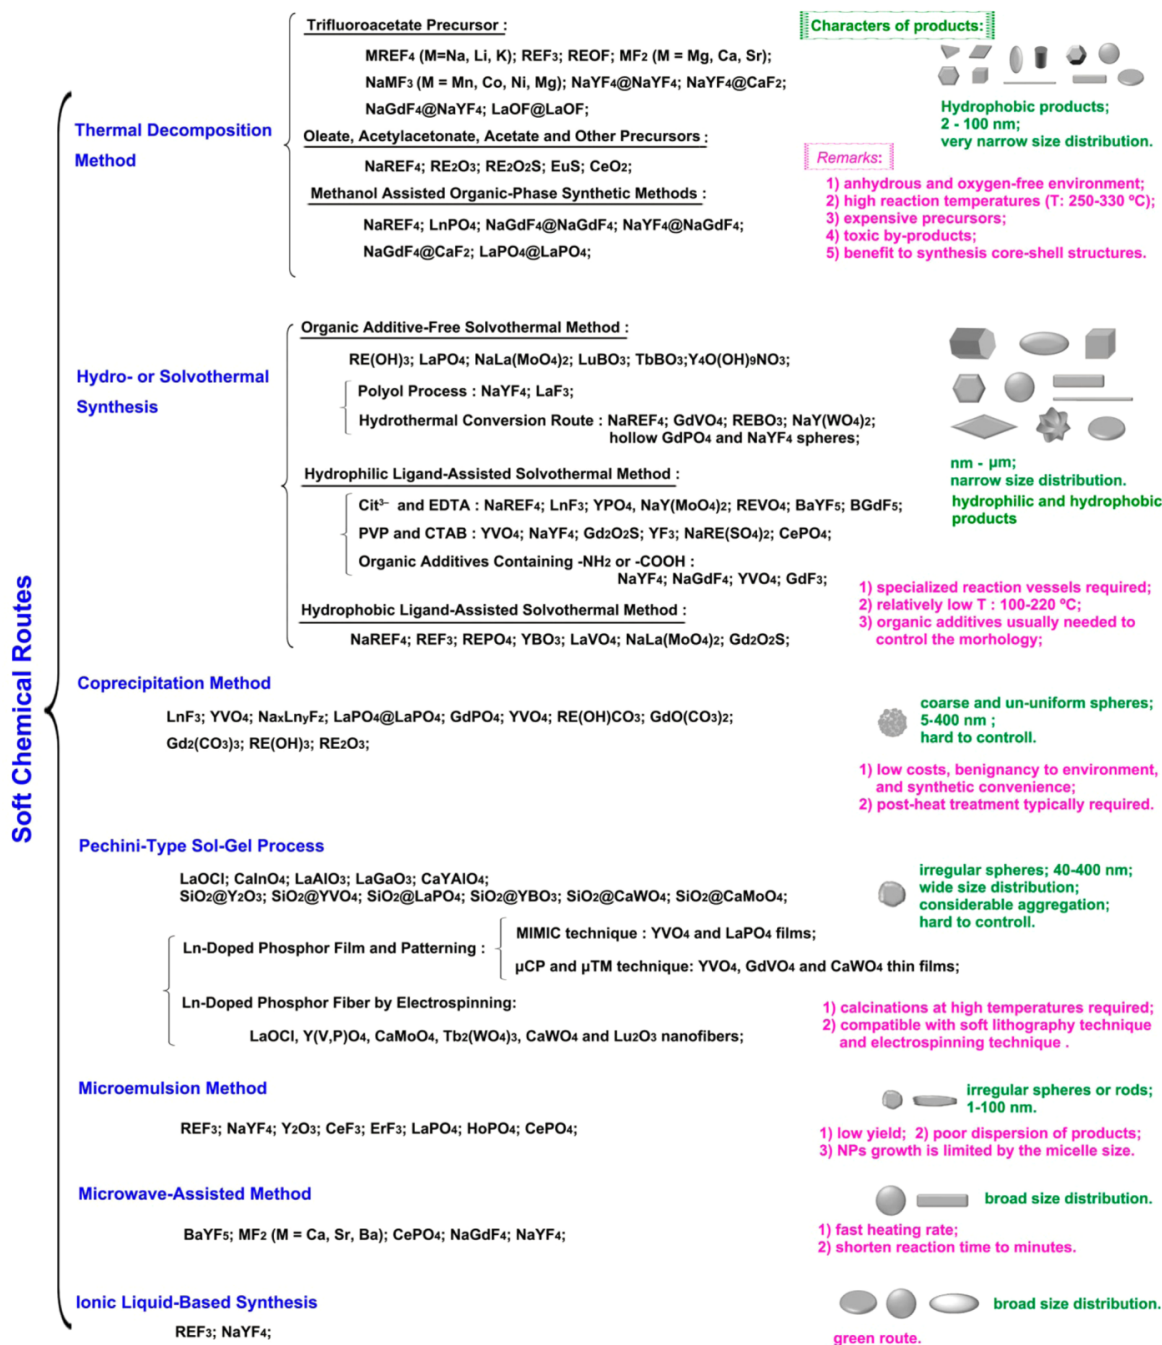 Soft Chemical Routes
Thermal Decomposition
Method
Trifluoroacetate Precursor :
MREF4 (M=Na, Li, K); REF3; REOF; MF2 (M = Mg, Ca, Sr);
NaMF3 (M = Mn, Co, Ni, Mg); NaYF4@NaYF4; NaYF4@CaF2;
NaGdF4@NaYF4; LaOF@LaOF;
Oleate, Acetylacetonate, Acetate and Other Precursors :
NaREF4; RE2O3; RE2O2S; EuS; CeO2;
Methanol Assisted Organic-Phase Synthetic Methods :
NaREF4; LnPO4; NaGdF4@NaGdF4; NaYF4@NaGdF4;
NaGdF4@CaF2; LaPO4@LaPO4;
Characters of products:
Hydrophobic products;
2 - 100 nm;
very narrow size distribution.
Remarks:
1) anhydrous and oxygen-free environment;
2) high reaction temperatures (T: 250-330 ºC);
3) expensive precursors;
4) toxic by-products;
5) benefit to synthesis core-shell structures.
Hydro- or Solvothermal
Synthesis
Organic Additive-Free Solvothermal Method :
RE(OH)3; LaPO4; NaLa(MoO4)2; LuBO3; TbBO3;Y4O(OH)9NO3;
Polyol Process : NaYF4; LaF3;
Hydrothermal Conversion Route : NaREF4; GdVO4; REBO3; NaY(WO4)2;
hollow GdPO4 and NaYF4 spheres;
Hydrophilic Ligand-Assisted Solvothermal Method :
Cit3– and EDTA : NaREF4; LnF3; YPO4, NaY(MoO4)2; REVO4; BaYF5; BGdF5;
PVP and CTAB : YVO4; NaYF4; Gd2O2S; YF3; NaRE(SO4)2; CePO4;
Organic Additives Containing -NH2 or -COOH :
NaYF4; NaGdF4; YVO4; GdF3;
Hydrophobic Ligand-Assisted Solvothermal Method :
NaREF4; REF3; REPO4; YBO3; LaVO4; NaLa(MoO4)2; Gd2O2S;
nm - µm;
narrow size distribution.
hydrophilic and hydrophobic
products
1) specialized reaction vessels required;
2) relatively low T : 100-220 ºC;
3) organic additives usually needed to
control the morhology;
Coprecipitation Method
LnF3; YVO4; NaxLnyFz; LaPO4@LaPO4; GdPO4; YVO4; RE(OH)CO3; GdO(CO3)2;
Gd2(CO3)3; RE(OH)3; RE2O3;
coarse and un-uniform spheres;
5-400 nm ;
hard to controll.
1) low costs, benignancy to environment,
and synthetic convenience;
2) post-heat treatment typically required.
Pechini-Type Sol-Gel Process
LaOCl; CaInO4; LaAlO3; LaGaO3; CaYAlO4;
SiO2@Y2O3; SiO2@YVO4; SiO2@LaPO4; SiO2@YBO3; SiO2@CaWO4; SiO2@CaMoO4;
Ln-Doped Phosphor Film and Patterning :
MIMIC technique : YVO4 and LaPO4 films;
µCP and µTM technique: YVO4, GdVO4 and CaWO4 thin films;
Ln-Doped Phosphor Fiber by Electrospinning:
LaOCl, Y(V,P)O4, CaMoO4, Tb2(WO4)3, CaWO4 and Lu2O3 nanofibers;
irregular spheres; 40-400 nm;
wide size distribution;
considerable aggregation;
hard to controll.
1) calcinations at high temperatures required;
2) compatible with soft lithography technique
and electrospinning technique .
Microemulsion Method
REF3; NaYF4; Y2O3; CeF3; ErF3; LaPO4; HoPO4; CePO4;
irregular spheres or rods;
1-100 nm.
1) low yield; 2) poor dispersion of products;
3) NPs growth is limited by the micelle size.
Microwave-Assisted Method
BaYF5; MF2 (M = Ca, Sr, Ba); CePO4; NaGdF4; NaYF4;
broad size distribution.
1) fast heating rate;
2) shorten reaction time to minutes.
Ionic Liquid-Based Synthesis
REF3; NaYF4;
broad size distribution.
green route.